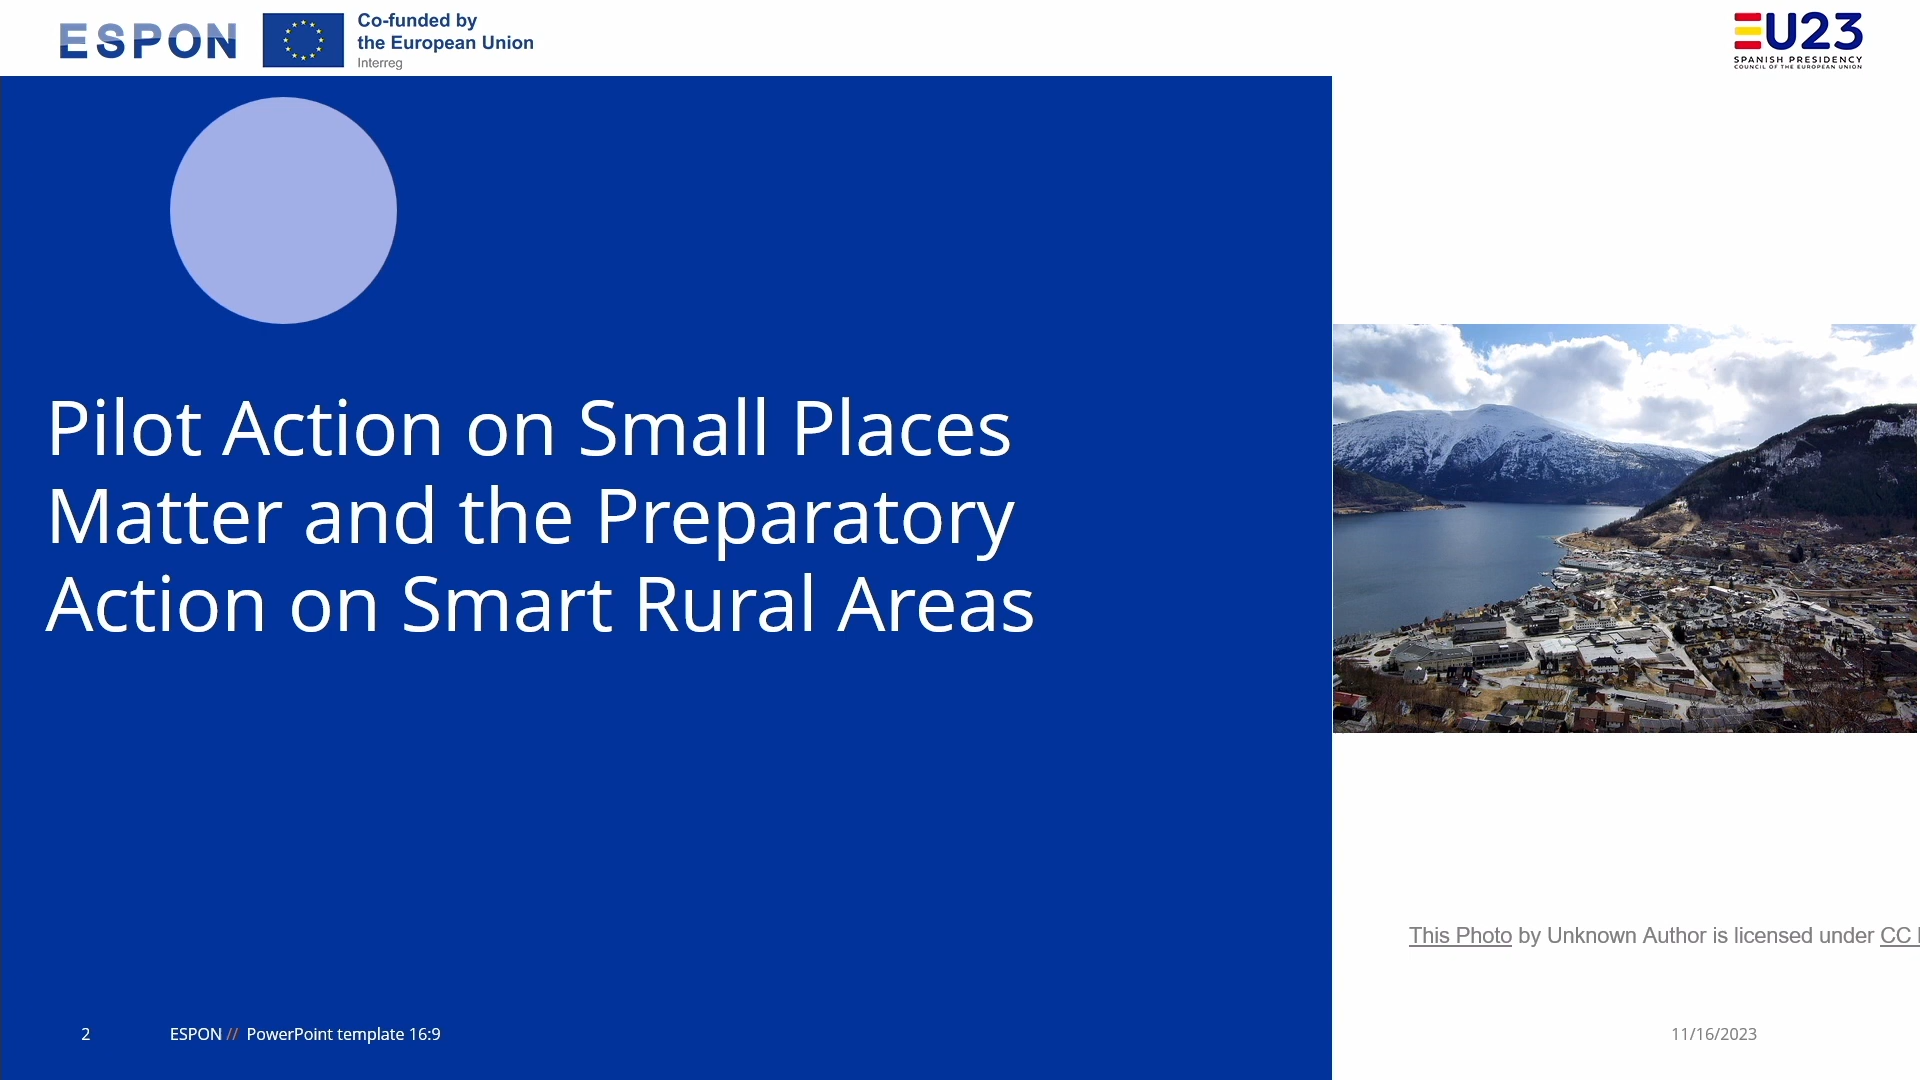 ESPON
Co-funded by
the European Union
Interreg
EU23
SPANISH PRESIDENCY
COUNCIL OF THE EUROPEAN UNION
Pilot Action on Small Places
Matter and the Preparatory
Action on Smart Rural Areas
This Photo by Unknown Author is licensed under CC
2
ESPON // PowerPoint template 16:9
11/16/2023